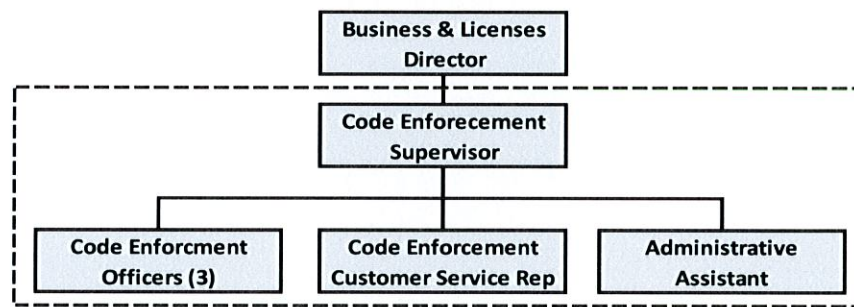 Business & Licenses
Director
Code Enforecement
Supervisor
Code Enforcment
Officers (3)
Code Enforcement
Customer Service Rep
Administrative
Assistant